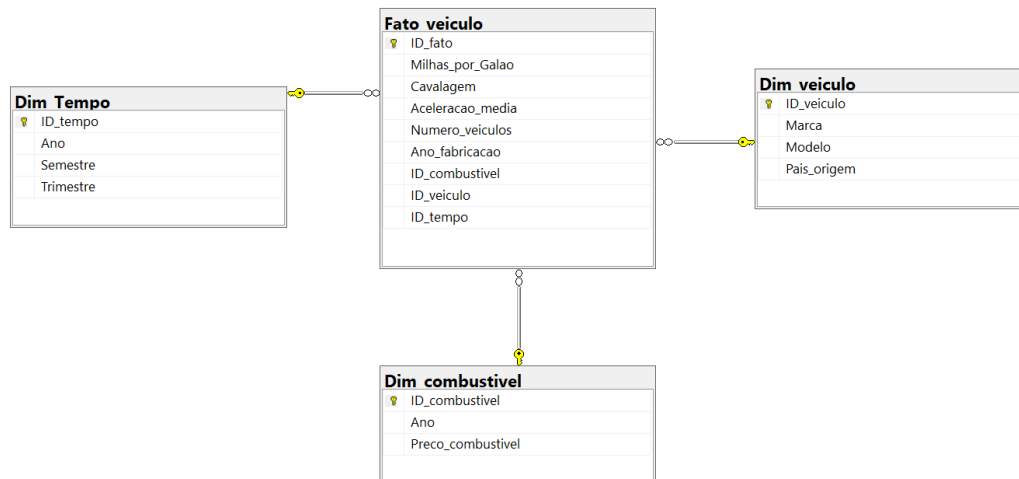 Fato veiculo
ID_fato
Milhas_por_Galao
Cavalagem
Aceleracao_media
Numero_veiculos
Ano_fabricacao
ID_combustivel
ID_veiculo
ID_tempo
Dim Tempo
ID_tempo
Ano
Semestre
Trimestre
Dim veiculo
ID_veiculo
Marca
Modelo
Pais_origem
Dim combustivel
ID_combustivel
Ano
Preco_combustivel